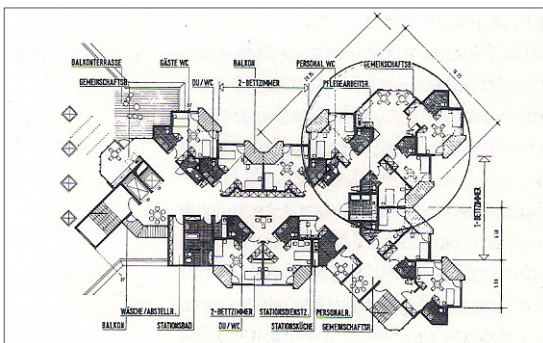 BALKONTERRASSE
GÄSTE WC
BALKON
PERSONAL WC
GEMEINSCHAFTSR.
GEMEINSCHAFTSR.
DU/WC
2-BETTZIMMER
PFLEGEARBEITSR.
1-BETTZIMMER
WÄSCHE/ABSTELLR.
2-BETTZIMMER
STATIONSDIENSTZ.
PERSONALR.
BALKON
STATIONSBAD
DU/WC
STATIONSKÜCHE
GEMEINSCHAFTSR.